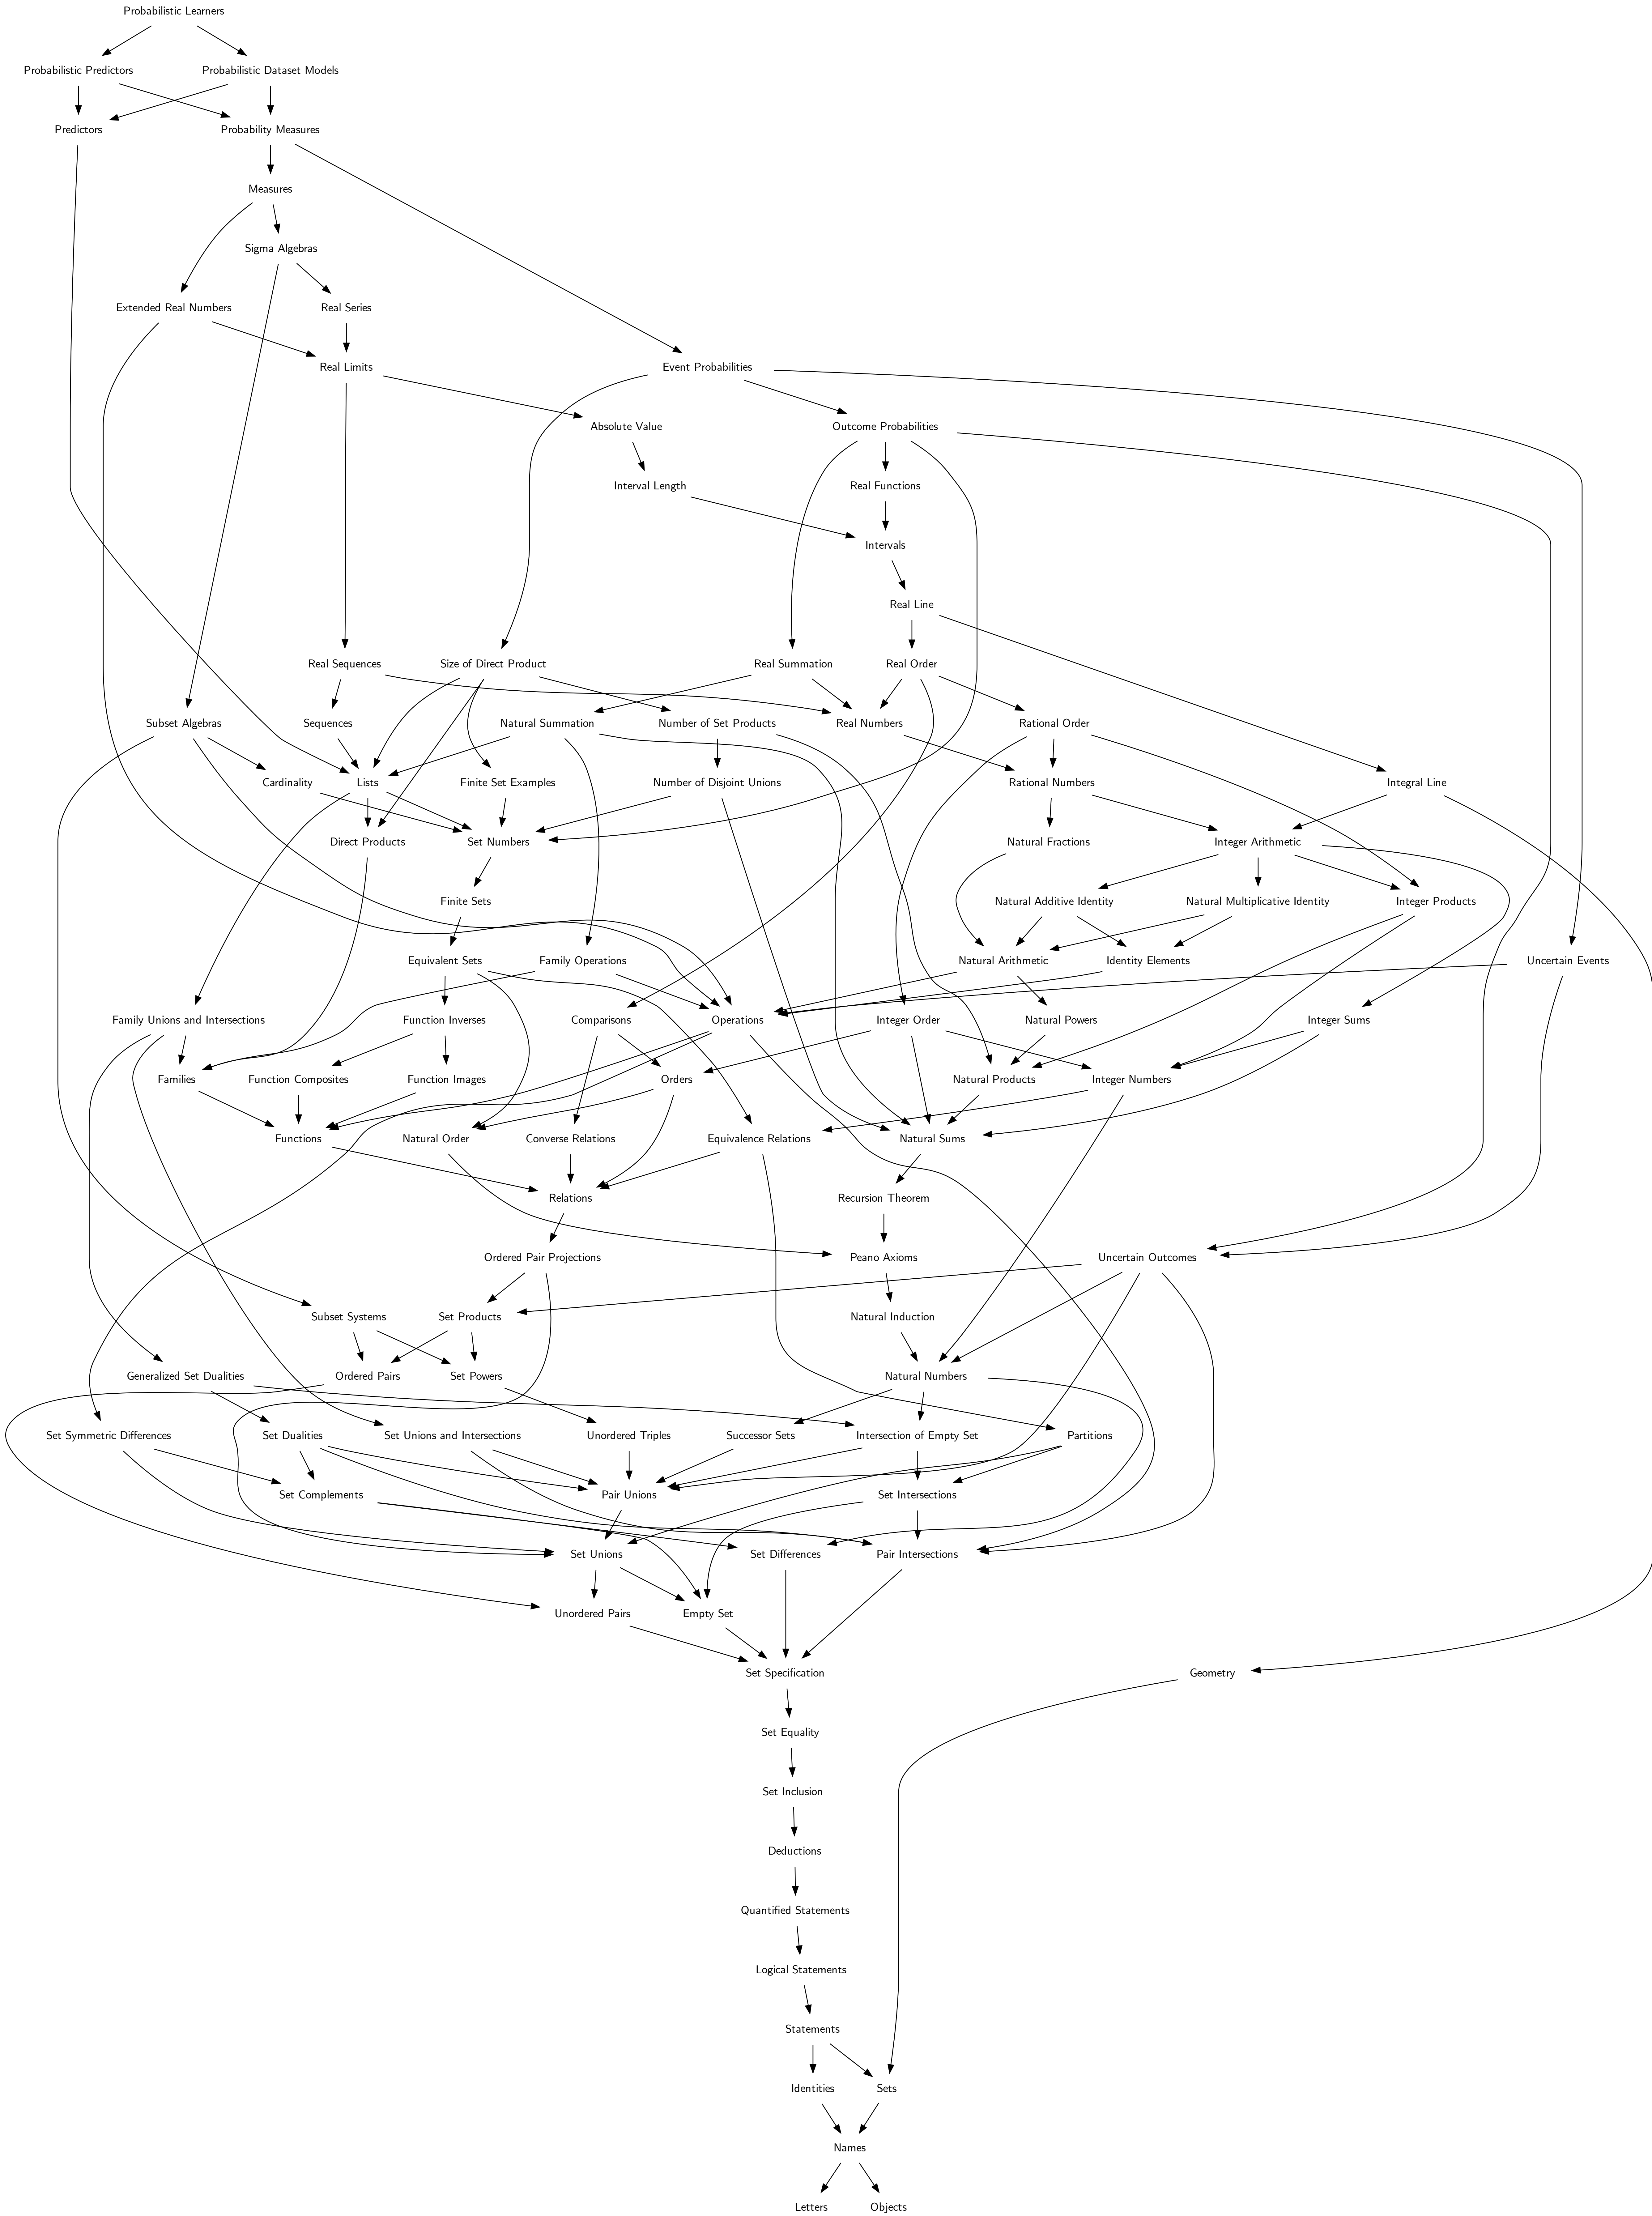 Probabilistic Learners
Probabilistic Predictors
Probabilistic Dataset Models
Predictors
Probability Measures
Measures
Sigma Algebras
Extended Real Numbers
Real Series
Real Limits
Event Probabilities
Absolute Value
Outcome Probabilities
Interval Length
Real Functions
Intervals
Real Line
Real Sequences
Size of Direct Product
Real Summation
Real Order
Subset Algebras
Sequences
Natural Summation
Number of Set Products
Real Numbers
Rational Order
Cardinality
Lists
Finite Set Examples
Number of Disjoint Unions
Rational Numbers
Integral Line
Direct Products
Set Numbers
Natural Fractions
Integer Arithmetic
Finite Sets
Natural Additive Identity
Natural Multiplicative Identity
Integer Products
Equivalent Sets
Family Operations
Natural Arithmetic
Identity Elements
Uncertain Events
Family Unions and Intersections
Function Inverses
Comparisons
Operations
Integer Order
Natural Powers
Integer Sums
Families
Function Composites
Function Images
Orders
Natural Products
Integer Numbers
Functions
Natural Order
Converse Relations
Equivalence Relations
Natural Sums
Relations
Recursion Theorem
Ordered Pair Projections
Peano Axioms
Uncertain Outcomes
Subset Systems
Set Products
Natural Induction
Generalized Set Dualities
Ordered Pairs
Set Powers
Natural Numbers
Set Symmetric Differences
Set Dualities
Set Unions and Intersections
Unordered Triples
Successor Sets
Intersection of Empty Set
Partitions
Set Complements
Pair Unions
Set Intersections
Set Unions
Set Differences
Pair Intersections
Unordered Pairs
Empty Set
Set Specification
Geometry
Set Equality
Set Inclusion
Deductions
Quantified Statements
Logical Statements
Statements
Identities
Sets
Names
Letters
Objects